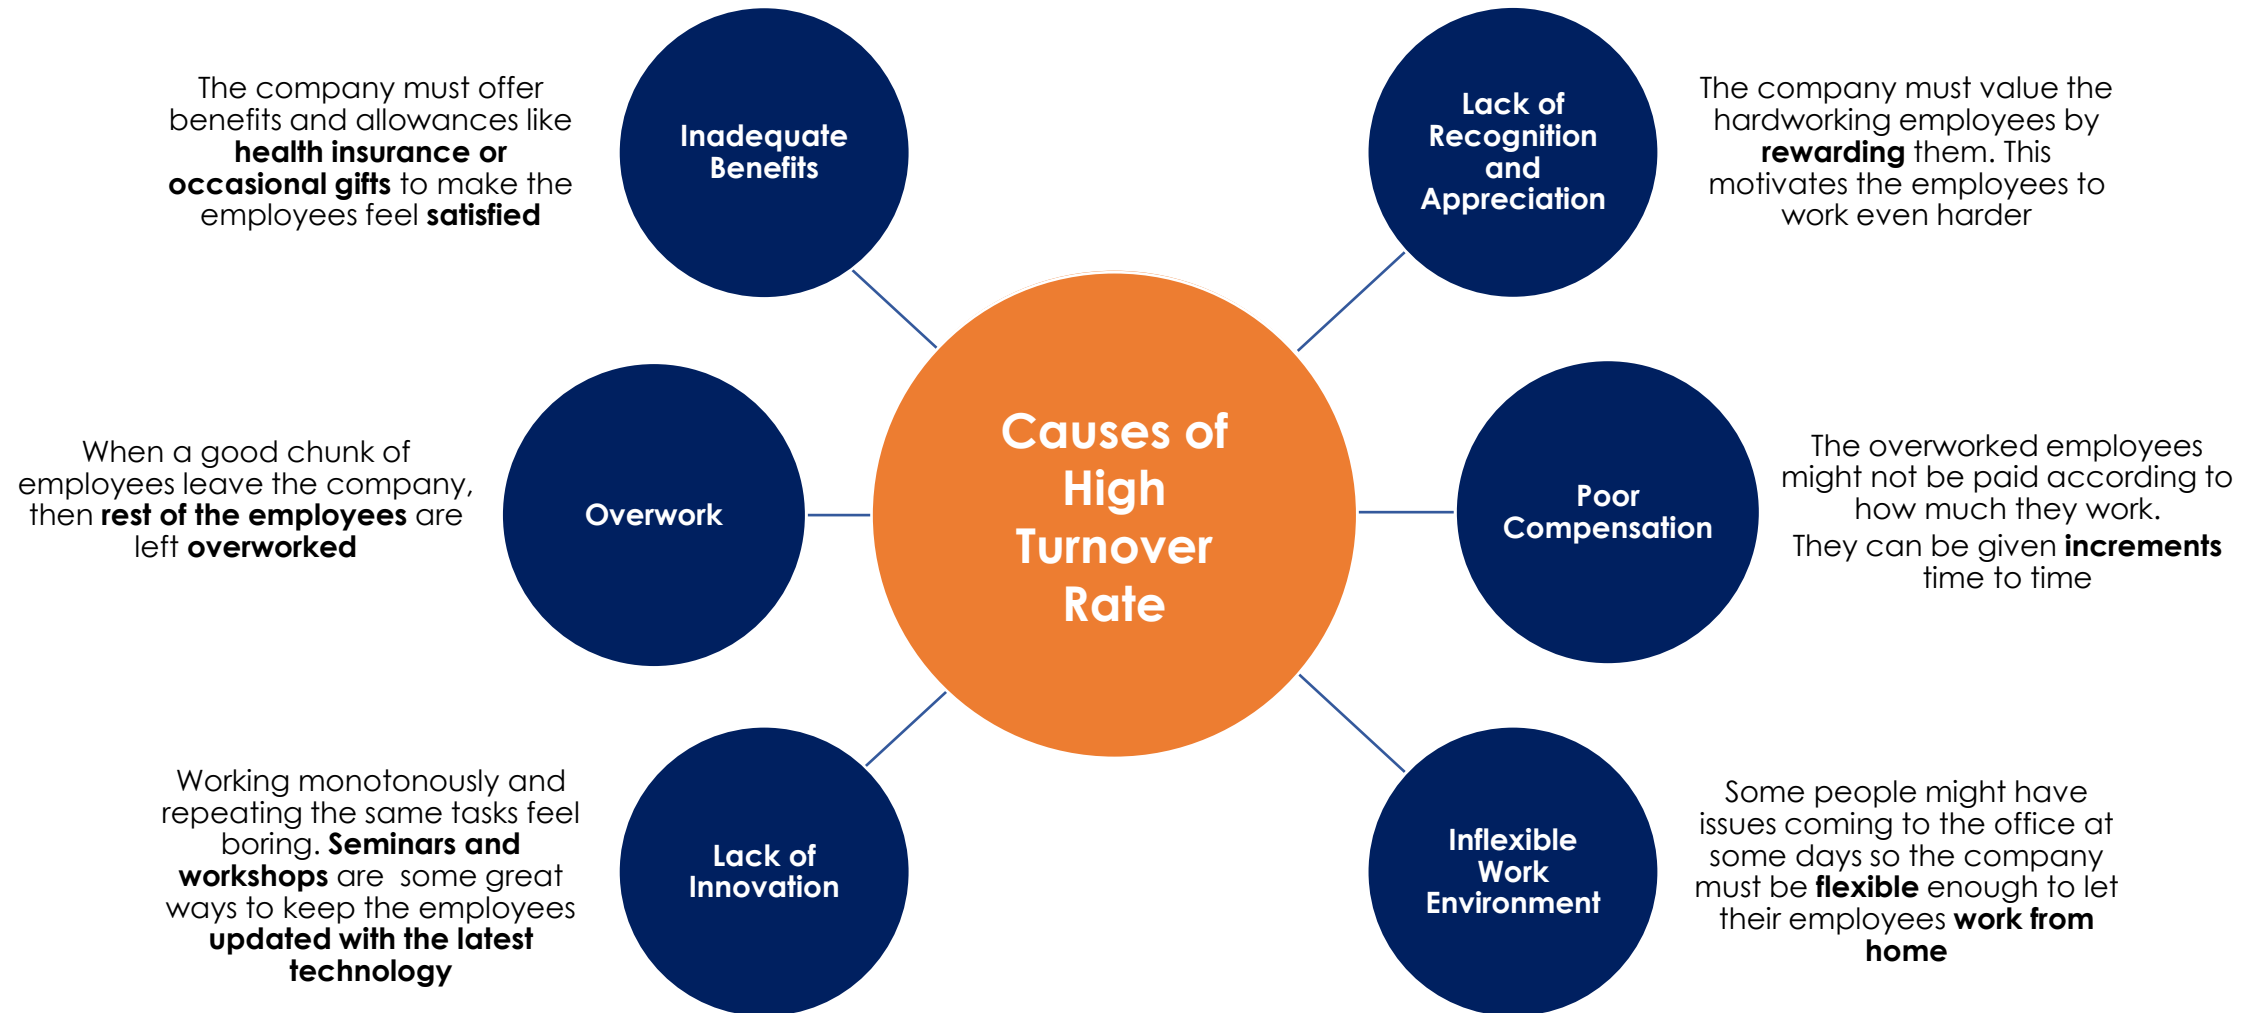 The company must offer
benefits and allowances like
health insurance or
occasional gifts to make the
employees feel satisfied
Inadequate
Benefits
Lack of
Recognition
and
Appreciation
The company must value the
hardworking employees by
rewarding them. This
motivates the employees to
work even harder
When a good chunk of
employees leave the company,
then rest of the employees are
left overworked
Overwork
Causes of
High
Turnover
Rate
Poor
Compensation
The overworked employees
might not be paid according to
how much they work.
They can be given increments
time to time
Working monotonously and
repeating the same tasks feel
boring. Seminars and
workshops are some great
ways to keep the employees
updated with the latest
technology
Lack of
Innovation
Inflexible
Work
Environment
Some people might have
issues coming to the office at
some days so the company
must be flexible enough to let
their employees work from
home